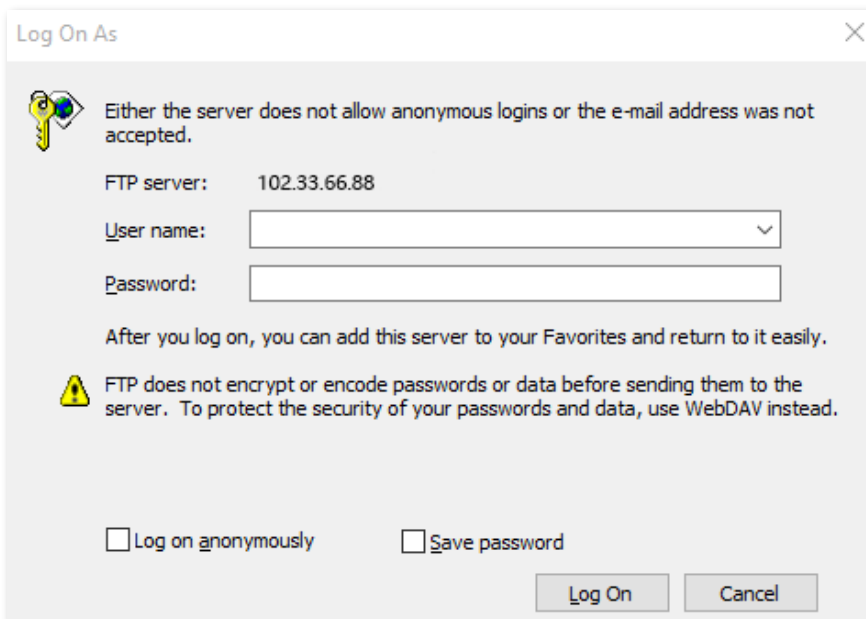 Log On As
Either the server does not allow anonymous logins or the e-mail address was not
accepted.
FTP server: 102.33.66.88
User name:
Password:
After you log on, you can add this server to your Favorites and return to it easily.
FTP does not encrypt or encode passwords or data before sending them to the
server.  To protect the security of your passwords and data, use WebDAV instead.
Log on anonymously Save password
Log On Cancel